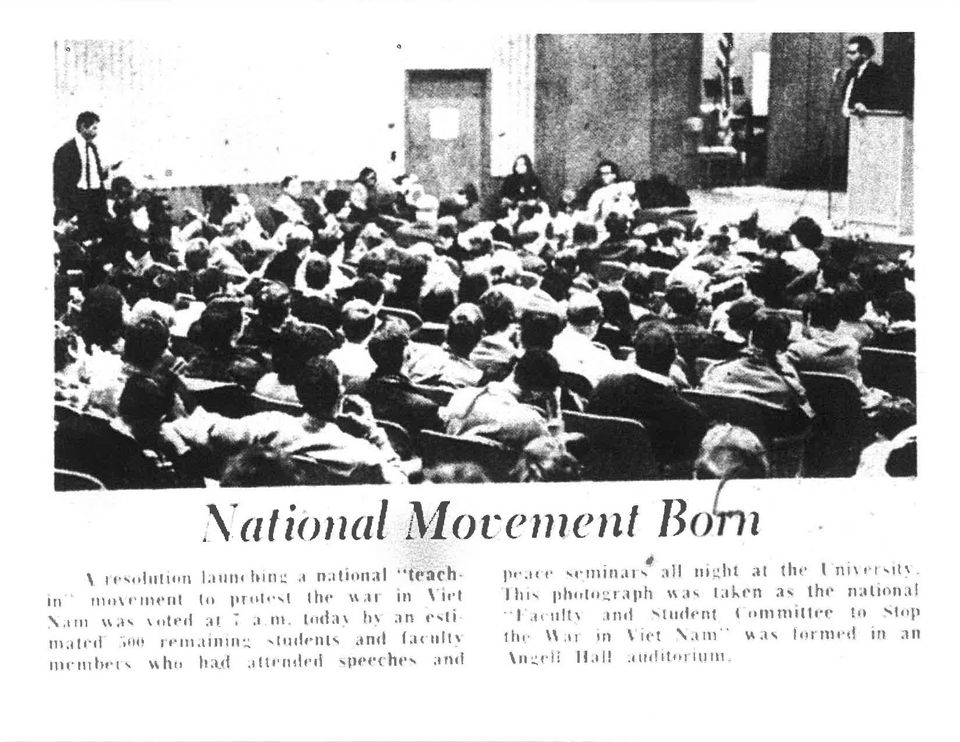 National Movement Born
A resolution launching a national "teach-
in" movement to protest the war in Viet
Nam was voted at 7 a.m. today by an esti-
mated 500 remaining students and faculty
members who had attended speeches and
peace seminars all night at the University.
This photograph was taken as the national
"Faculty and Student Committee to Stop
the War in Viet Nam" was formed in an
Angell Hall auditorium.